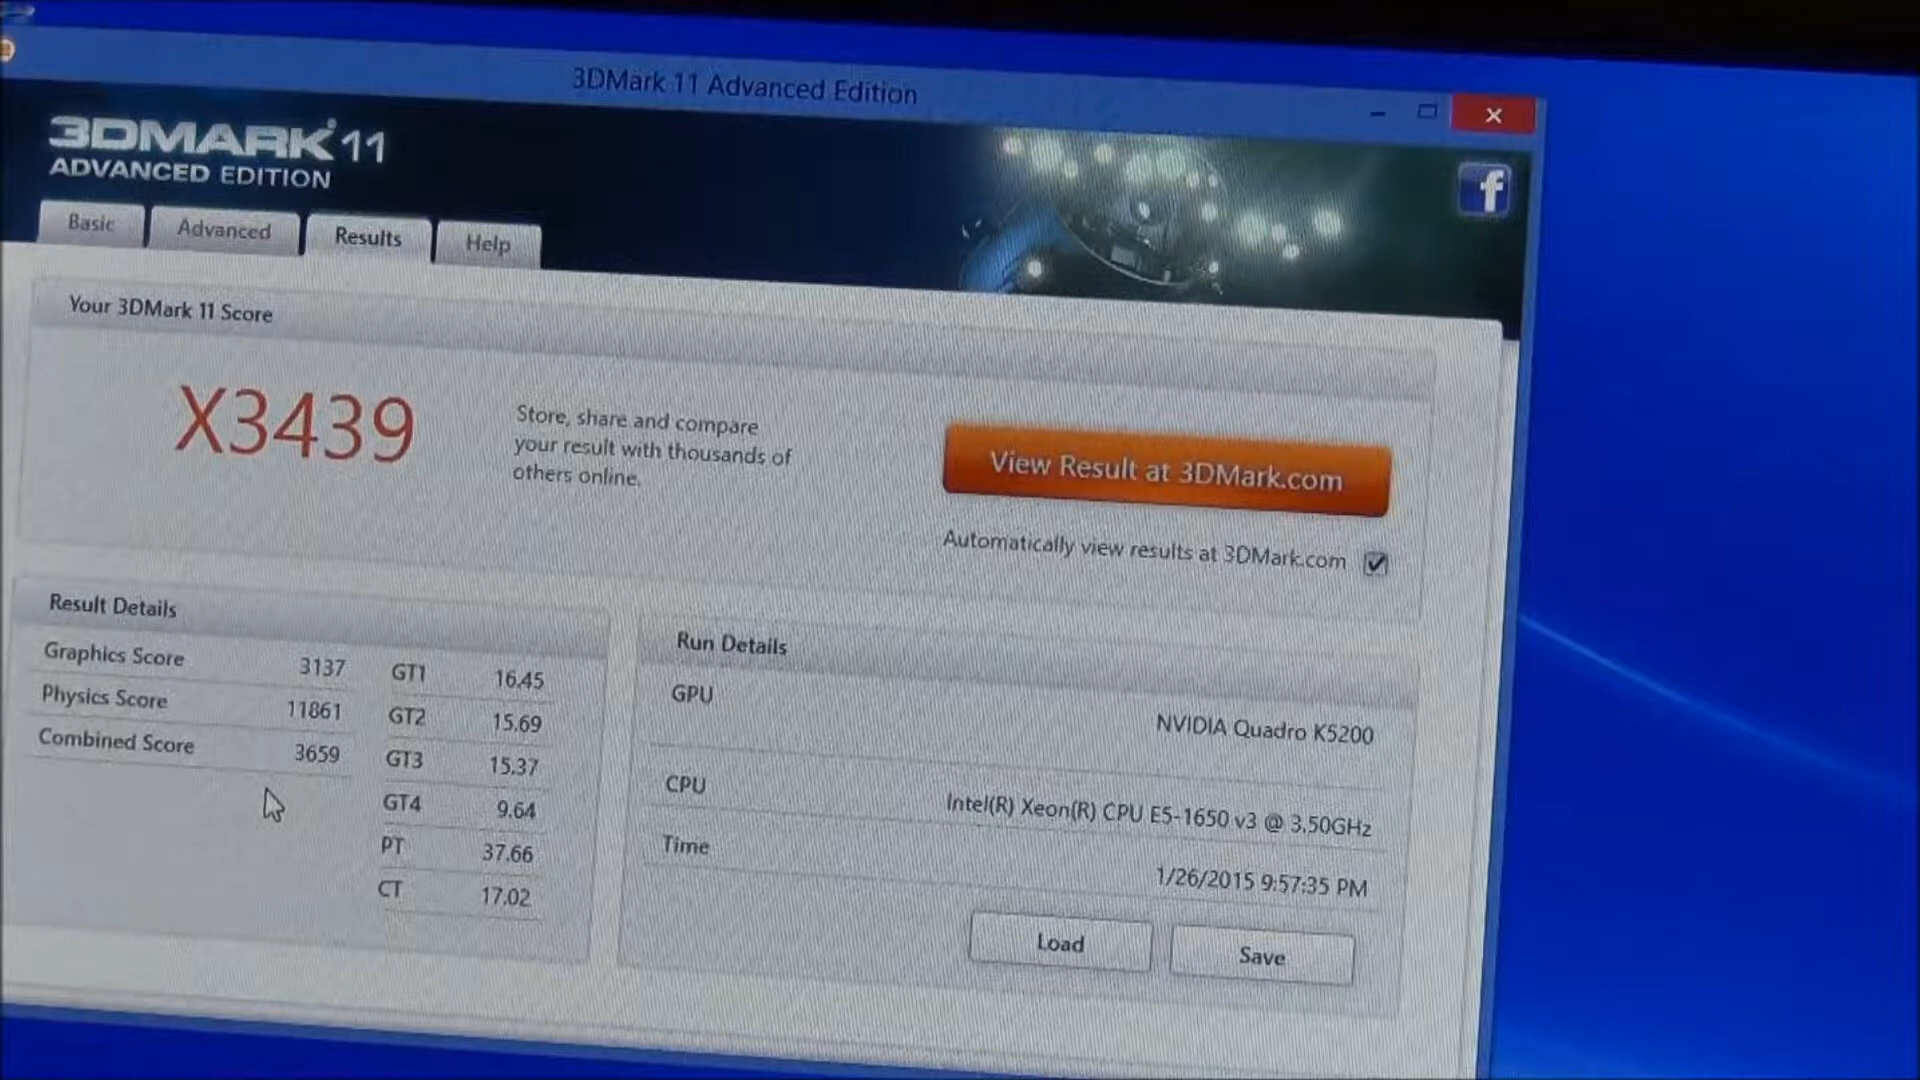 3DMark 11 Advanced Edition
3DMARK 11
ADVANCED EDITION
f
Basic
Advanced
Results
Help
Your 3DMark 11 Score
X3439
Store, share and compare
your result with thousands of
others online.
View Result at 3DMark.com
Automatically view results at 3DMark.com
Result Details
Graphics Score 3137
Physics Score 11861
Combined Score 3659
GT1 16.45
GT2 15.69
GT3 15.37
GT4 9.64
PT 37.66
CT 17.02
Run Details
GPU NVIDIA Quadro K5200
CPU Intel(R) Xeon(R) CPU E5-1650 v3 @ 3.50GHz
Time 1/26/2015 9:57:35 PM
Load
Save